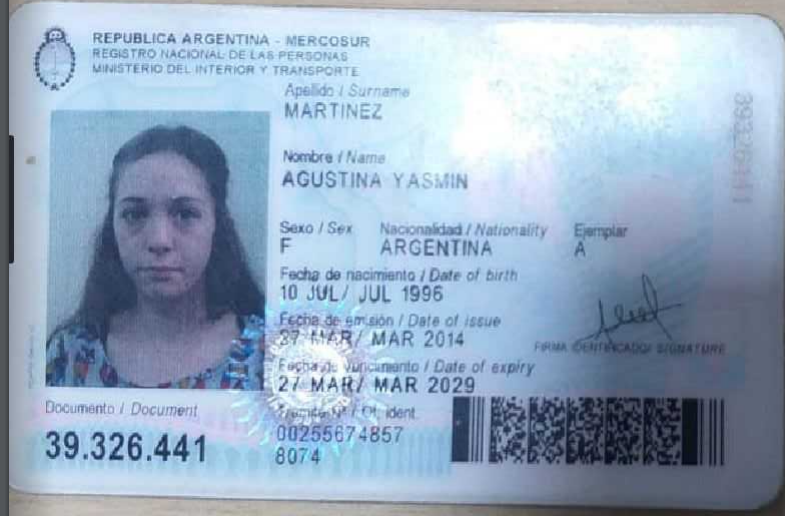 REPUBLICA ARGENTINA - MERCOSUR
REGISTRO NACIONAL DE LAS PERSONAS
MINISTERIO DEL INTERIOR Y TRANSPORTE
Apellido / Surname
MARTINEZ
Nombre / Name
AGUSTINA YASMIN
Sexo / Sex Nacionalidad / Nationality Ejemplar
F ARGENTINA A
Fecha de nacimiento / Date of birth
10 JUL/ JUL 1996
Fecha de emisión / Date of issue
27 MAR/ MAR 2014
FIRMA IDENTIFICADO/ SIGNATURE
Fecha de vencimiento / Date of expiry
27 MAR/ MAR 2029
Documento / Document
39.326.441
Trámite Nº / Of. ident.
00255674857
8074